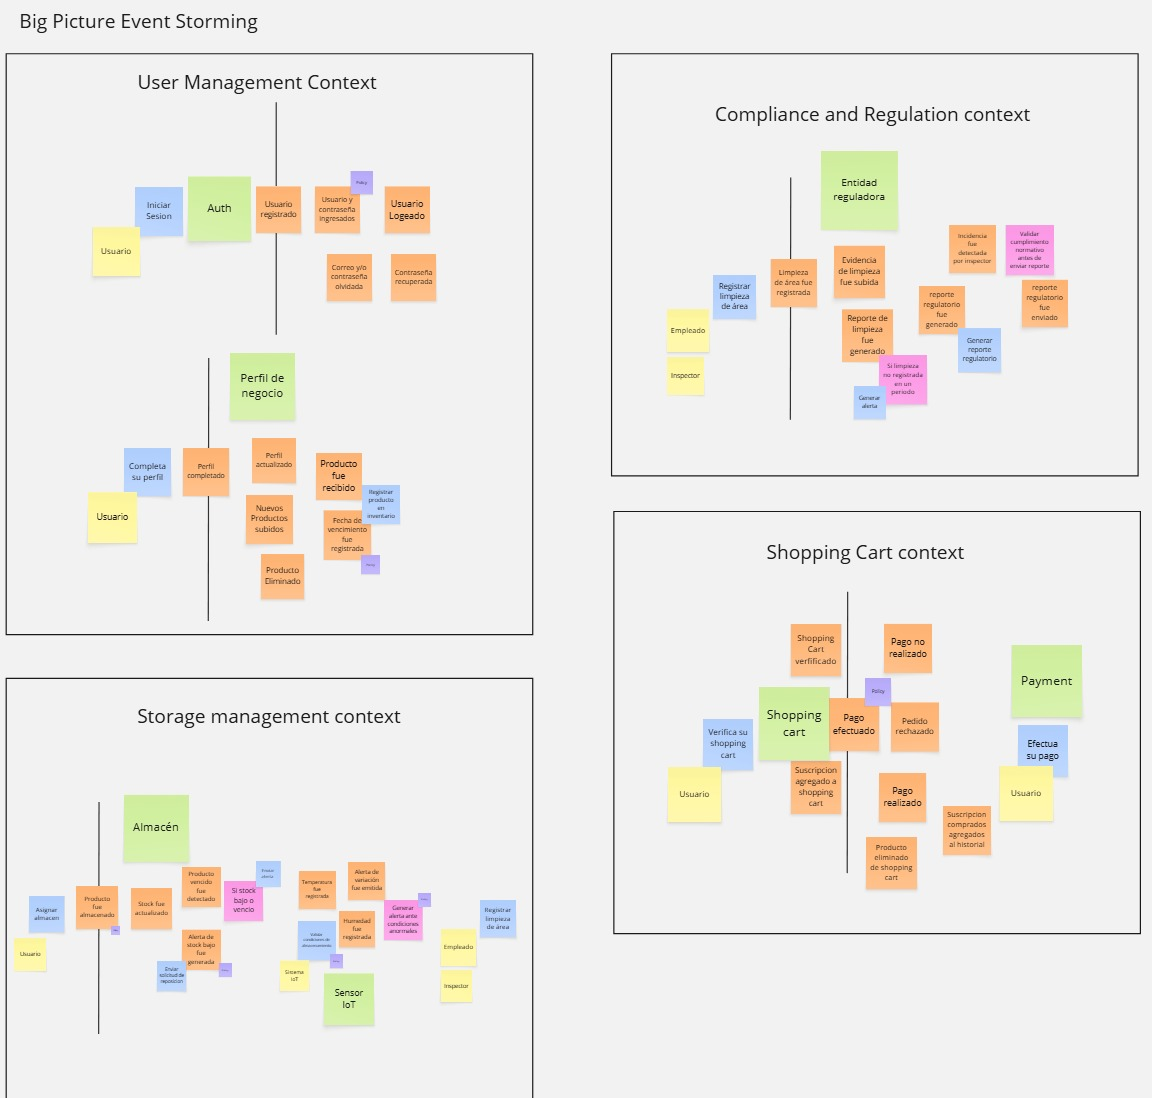 Big Picture Event Storming
User Management Context
Iniciar
Sesion
Usuario
Auth
Usuario
registrado
Policy
Usuario y
contraseña
ingresados
Usuario
Logeado
Correo y/o
contraseña
olvidada
Contraseña
recuperada
Perfil de
negocio
Completa
su perfil
Usuario
Perfil
completado
Perfil
actualizado
Nuevos
Productos
subidos
Producto
Eliminado
Producto
fue
recibido
Registrar
producto
en
inventario
Fecha de
vencimiento
fue
registrada
Compliance and Regulation context
Entidad
reguladora
Registrar
limpieza
de área
Empleado
Inspector
Limpieza
de área fue
registrada
Evidencia
de limpieza
fue subida
Reporte de
limpieza
fue
generado
Si limpieza
no registrada
en un
periodo
Generar
alerta
Incidencia
fue
detectada
por inspector
Validar
cumplimiento
normativo
antes de
enviar reporte
reporte
regulatorio
fue
generado
Generar
reporte
regulatorio
reporte
regulatorio
fue
enviado
Storage management context
Almacén
Asignar
almacen
Usuario
Producto
fue
almacenado
Stock fue
actualizado
Producto
vencido
fue
detectado
Si stock
bajo o
vencio
Alerta de
stock bajo
fue
generada
Enviar
solicitud de
reposicion
Temperatura
fue
registrada
Alerta de
variación
fue emitida
Humedad
fue
registrada
Generar
alerta ante
condiciones
anormales
Sistema
IoT
Sensor
IoT
Empleado
Inspector
Registrar
limpieza
de área
Shopping Cart context
Shopping
Cart
verfificado
Shopping
cart
Verifica su
shopping
cart
Usuario
Suscripcion
agregado a
shopping
cart
Policy
Pago
efectuado
Pago no
realizado
Pedido
rechazado
Pago
realizado
Producto
eliminado
de shopping
cart
Suscripcion
comprados
agregados
al historial
Payment
Efectua
su pago
Usuario